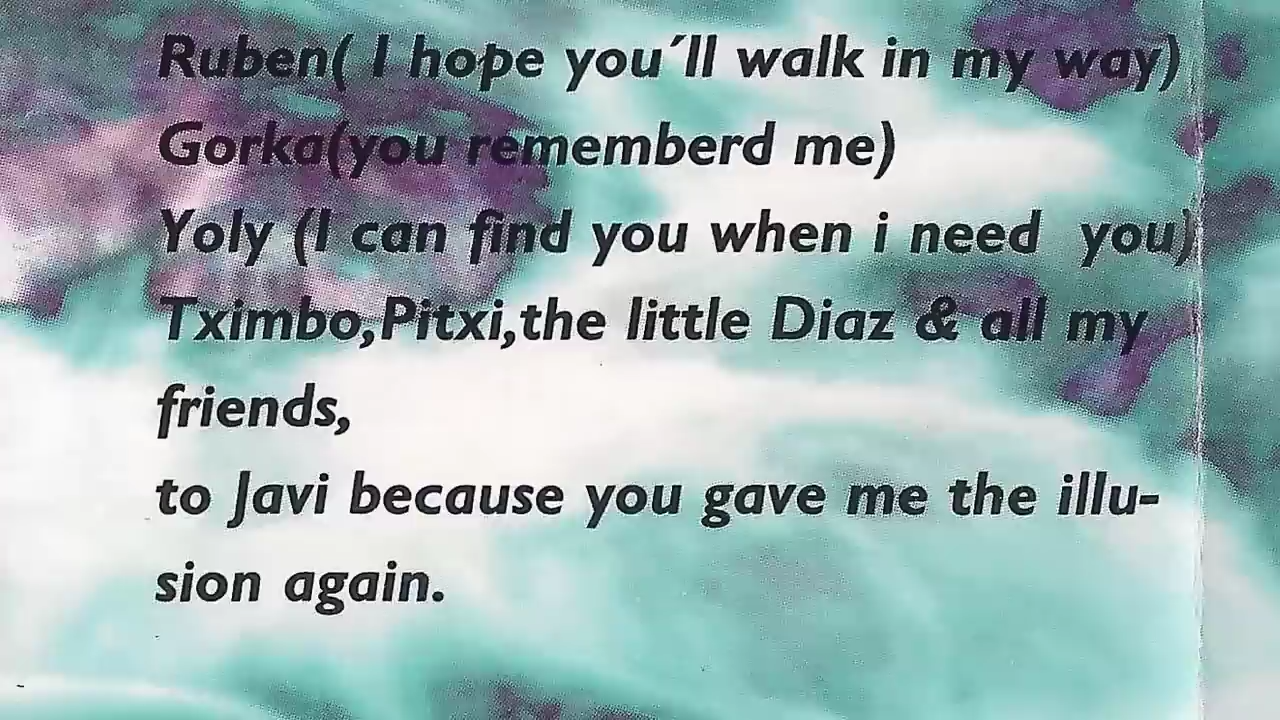 Ruben( I hope you´ll walk in my way)
Gorka(you rememberd me)
Yoly (I can find you when i need  you)
Tximbo,Pitxi,the little Diaz & all my
friends,
to Javi because you gave me the illu-
sion again.